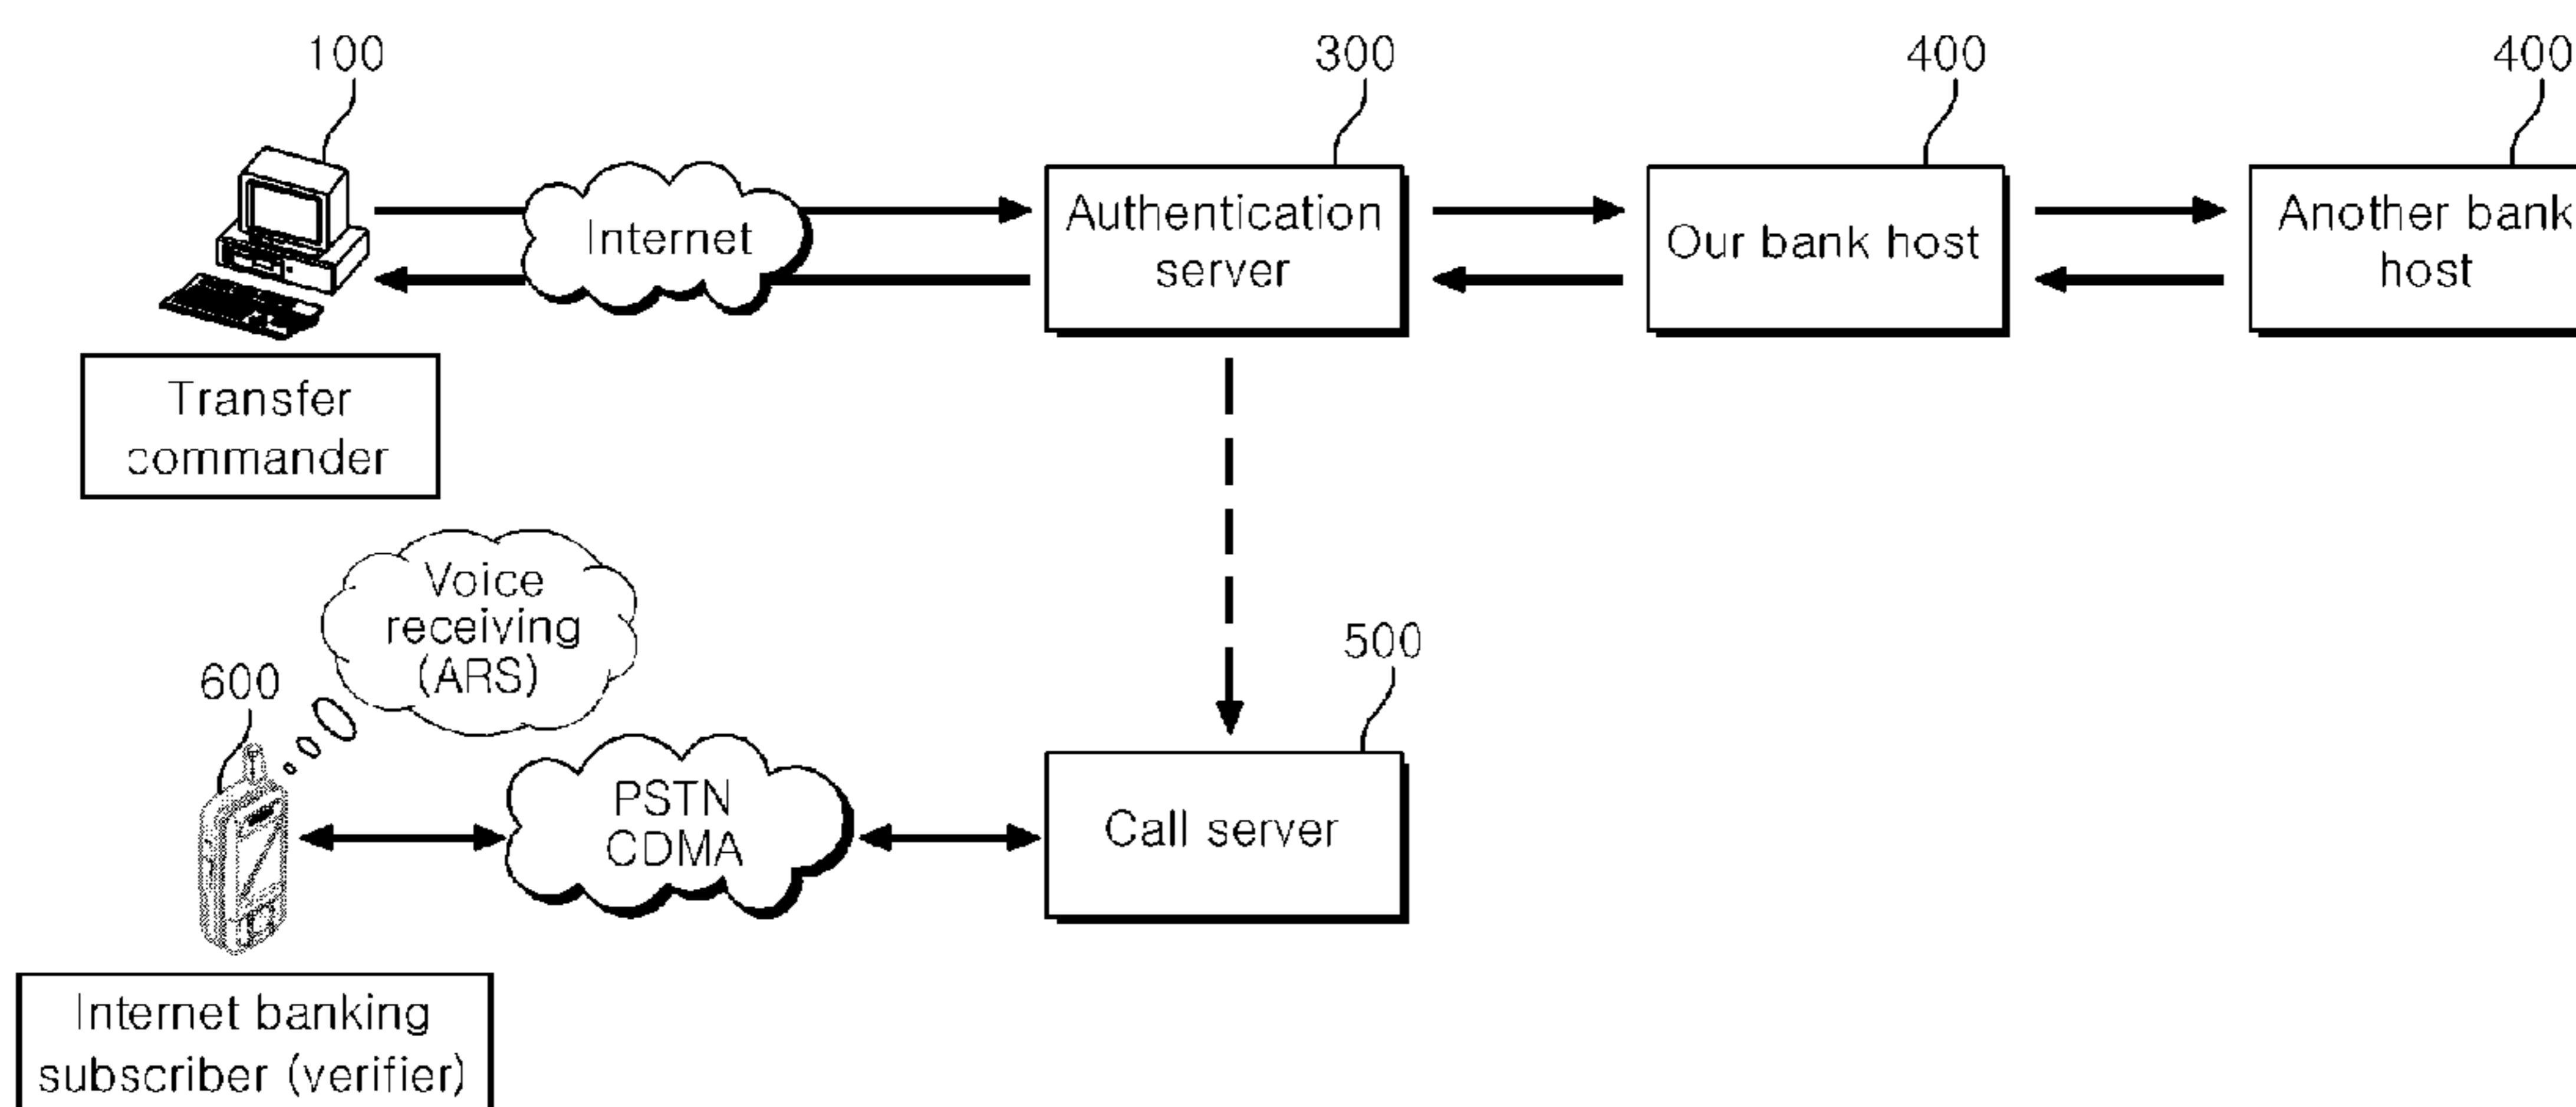 100
300
400
400
Internet
Authentication
server
Our bank host
Another bank
host
Transfer
commander
Voice
receiving
(ARS)
600
500
PSTN
CDMA
Call server
Internet banking
subscriber (verifier)